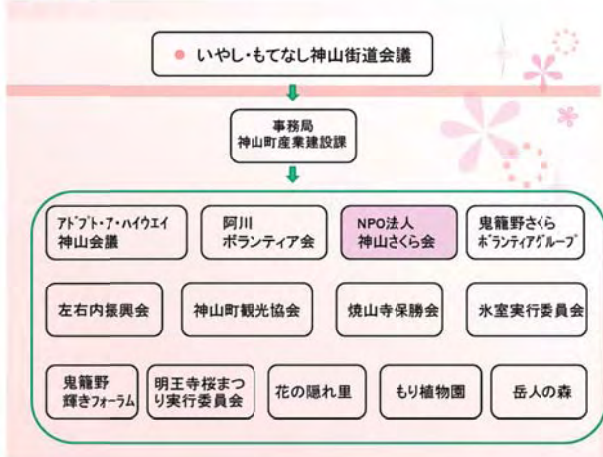 ● いやし・もてなし神山街道会議
事務局
神山町産業建設課
アドプト・ア・ハイウエイ
神山会議
阿川
ボランティア会
NPO法人
神山さくら会
鬼籠野さくら
ボランティアグループ
左右内振興会
神山町観光協会
焼山寺保勝会
氷室実行委員会
鬼籠野
輝きフォーラム
明王寺桜まつ
り実行委員会
花の隠れ里
もり植物園
岳人の森